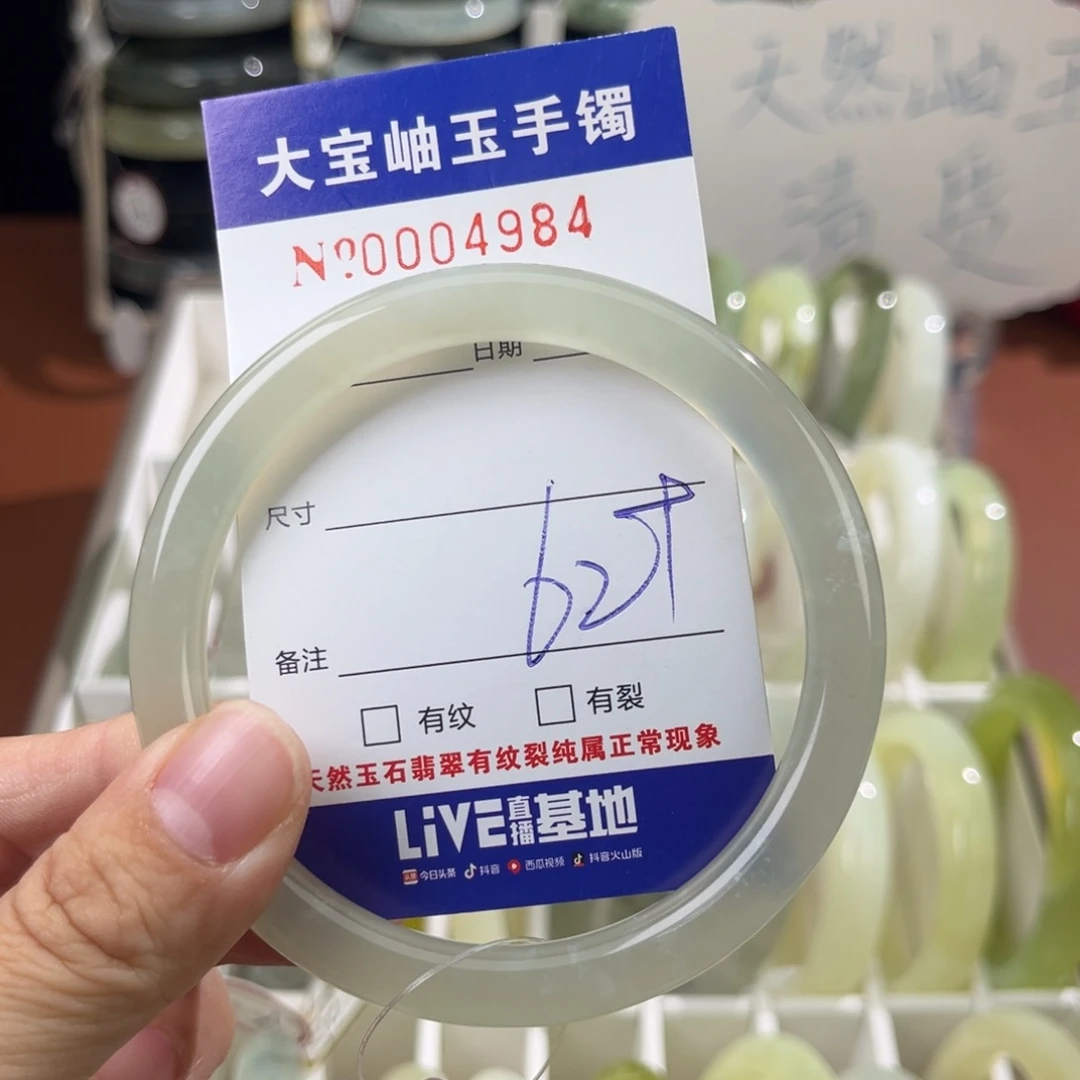 大宝岫玉手镯
Nº0004984
日期
尺寸
62
备注
有纹 有裂
天然玉石翡翠有纹裂纯属正常现象
LiVE直播基地
今日头条 抖音 西瓜视频 抖音火山版
天然岫玉